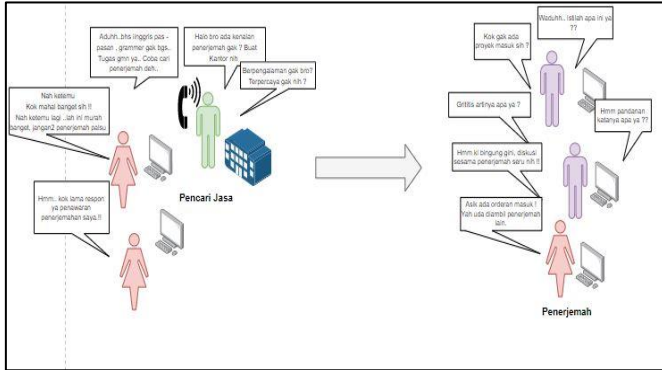 Aduhh..bhs inggris pas -
pasan , grammer gak bgs..
Tugas gmn ya.. Coba cari
penerjemah deh..
Halo bro ada kenalan
penerjemah gak ? Buat
Kantor nih
Berpengalaman gak bro?
Terpercaya gak nih ?
Nah ketemu
Kok mahal banget sih !!
Nah ketemu lagi ..lah ini murah
banget, jangan2 penerjemah palsu
Hmm.. kok lama respon
ya penawaran
penerjemahan saya.!!
Pencari Jasa
Waduhh.. istilah apa ini ya
??
Kok gak ada
proyek masuk sih ?
Grititis artinya apa ya ?
Hmm pandanan
katanya apa ya ??
Hmm kl bingung gini, diskusi
sesama penerjemah seru nih !!
Asik ada orderan masuk !
Yah uda diambil penerjemah
lain.
Penerjemah